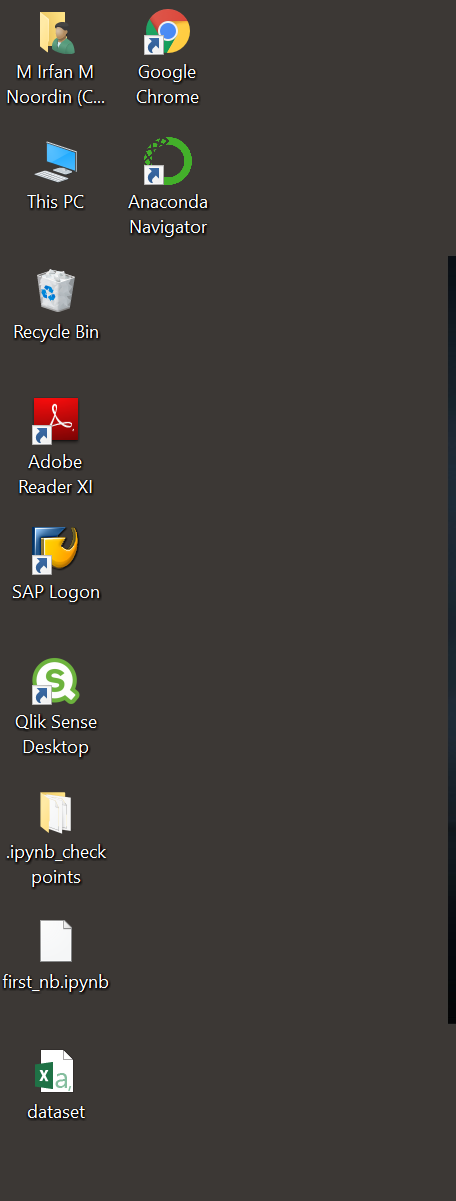 M Irfan M
Noordin (C...
Google
Chrome
This PC
Anaconda
Navigator
Recycle Bin
Adobe
Reader XI
SAP Logon
Qlik Sense
Desktop
.ipynb_check
points
first_nb.ipynb
dataset